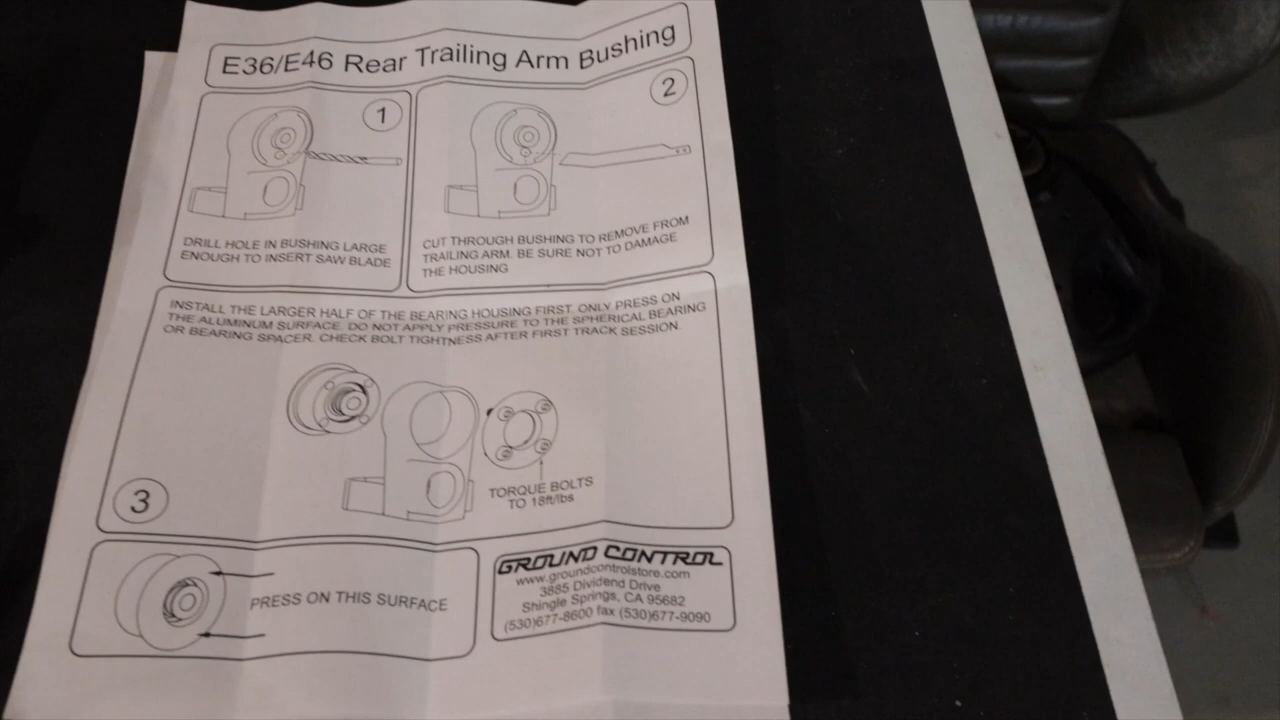 E36/E46 Rear Trailing Arm Bushing
1
DRILL HOLE IN BUSHING LARGE
ENOUGH TO INSERT SAW BLADE
2
CUT THROUGH BUSHING TO REMOVE FROM
TRAILING ARM. BE SURE NOT TO DAMAGE
THE HOUSING
INSTALL THE LARGER HALF OF THE BEARING HOUSING FIRST. ONLY PRESS ON
THE ALUMINUM SURFACE. DO NOT APPLY PRESSURE TO THE SPHERICAL BEARING
OR BEARING SPACER. CHECK BOLT TIGHTNESS AFTER FIRST TRACK SESSION.
TORQUE BOLTS
TO 18ft/lbs
3
PRESS ON THIS SURFACE
GROUND CONTROL
www.groundcontrolstore.com
3885 Dividend Drive
Shingle Springs, CA 95682
(530)677-8600 fax (530)677-9090